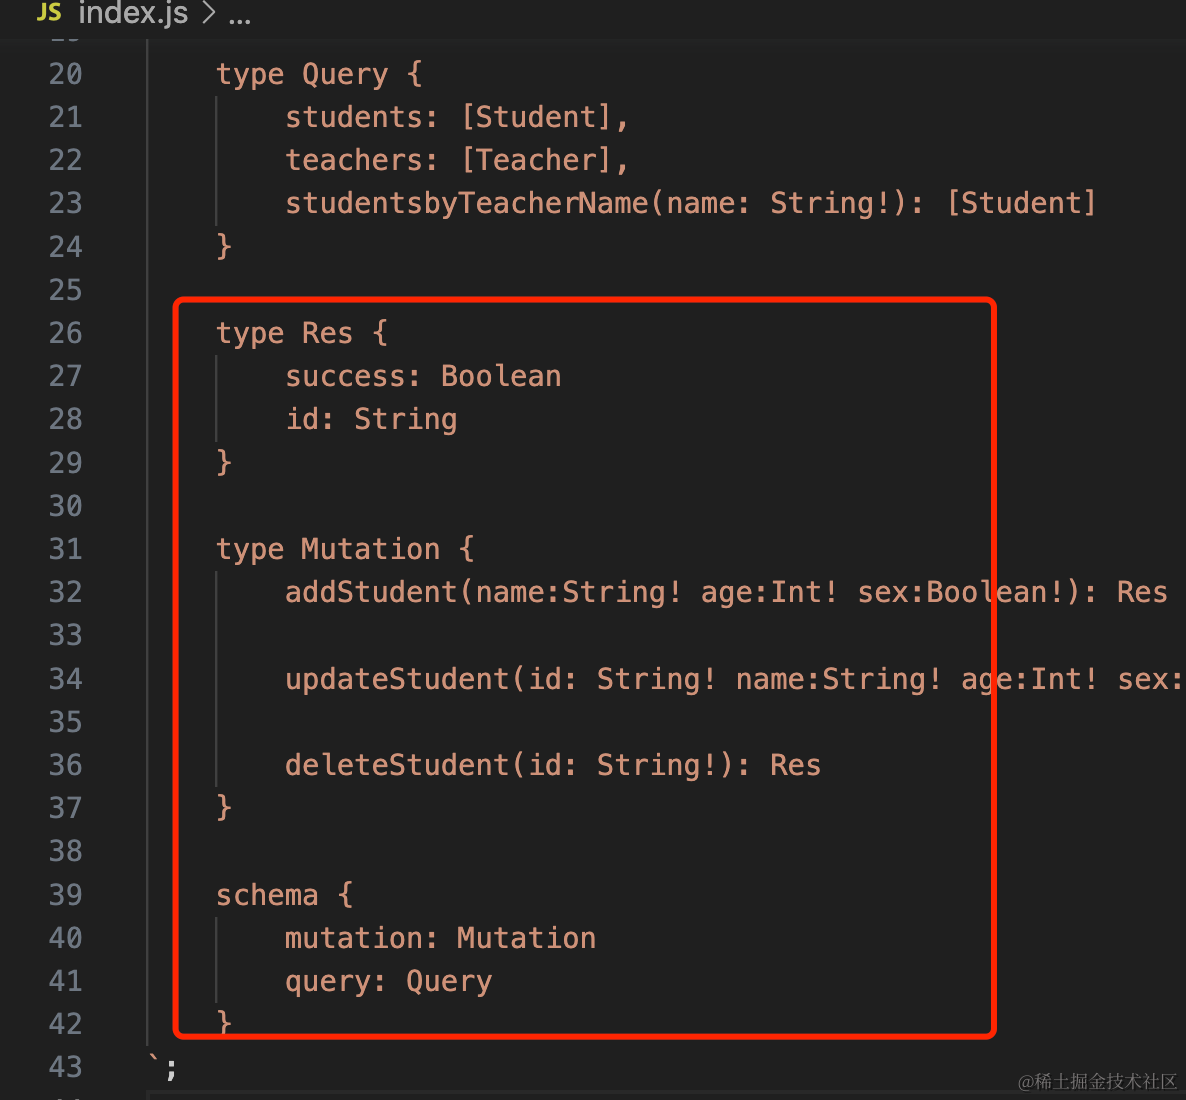 JS index.js > ...
20 type Query {
21 students: [Student],
22 teachers: [Teacher],
23 studentsbyTeacherName(name: String!): [Student]
24 }
25
26 type Res {
27 success: Boolean
28 id: String
29 }
30
31 type Mutation {
32 addStudent(name:String! age:Int! sex:Boolean!): Res
33
34 updateStudent(id: String! name:String! age:Int! sex:
35
36 deleteStudent(id: String!): Res
37 }
38
39 schema {
40 mutation: Mutation
41 query: Query
42 }
43 `;
@稀土掘金技术社区